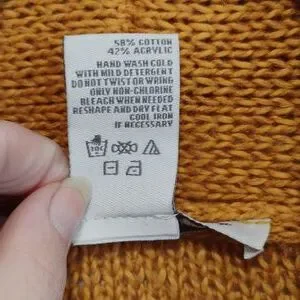 58% COTTON
42% ACRYLIC
HAND WASH COLD
WITH MILD DETERGENT
DO NOT TWIST OR WRING
ONLY NON-CHLORINE
BLEACH WHEN NEEDED
RESHAPE AND DRY FLAT
COOL IRON
IF NECESSARY
30C